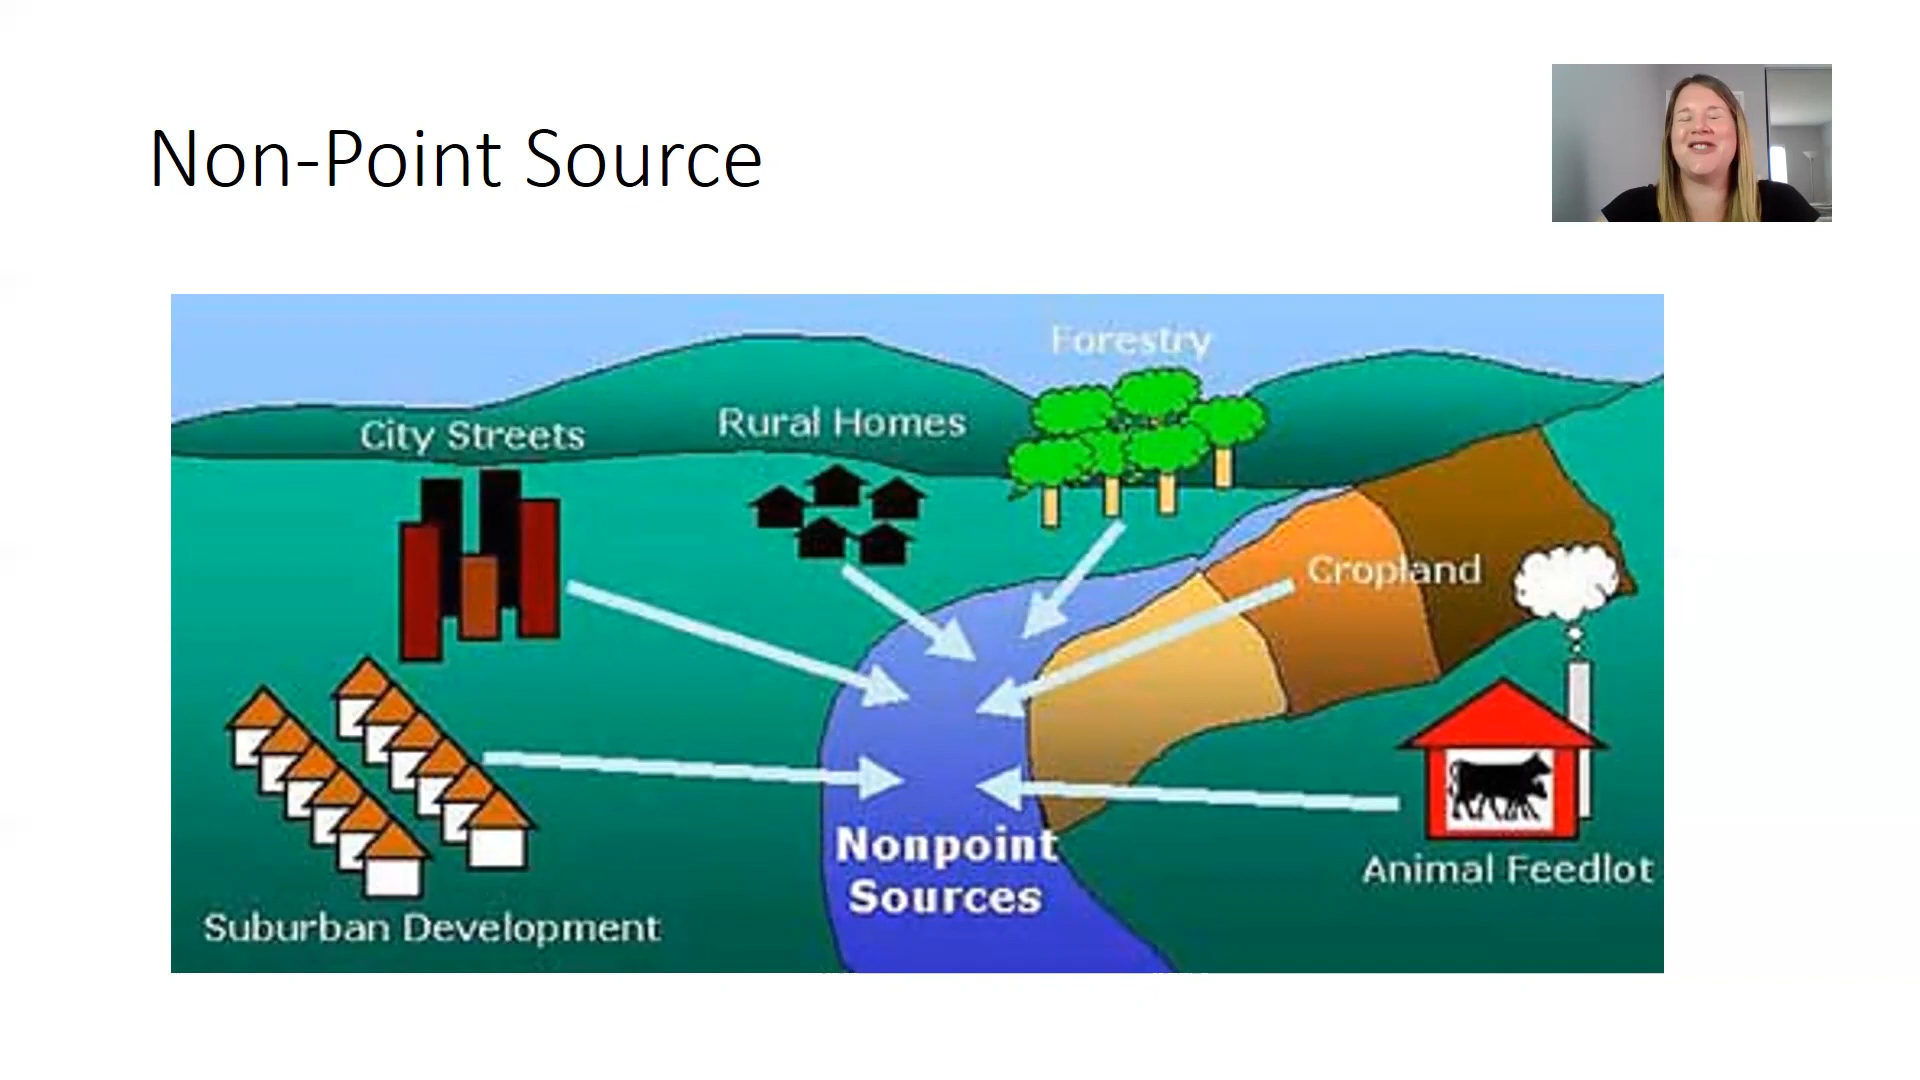 Non-Point Source
Forestry
City Streets
Rural Homes
Cropland
Nonpoint
Sources
Animal Feedlot
Suburban Development